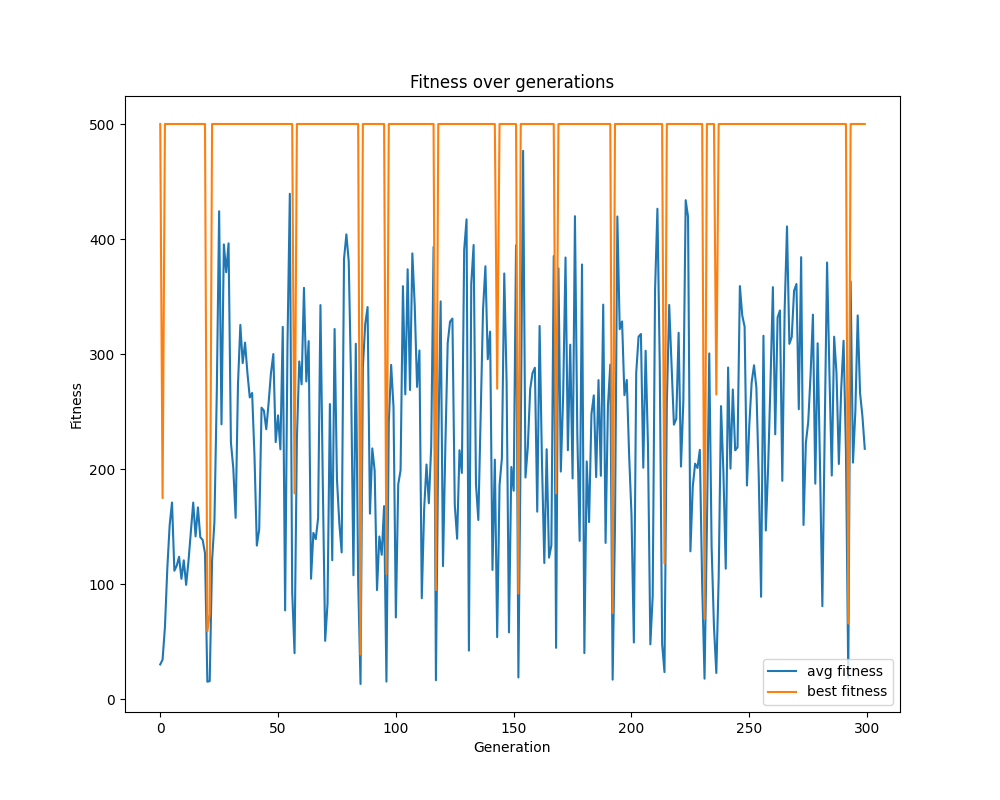 Fitness over generations
Fitness
500
400
300
200
100
0
0 50 100 150 200 250 300
Generation
avg fitness
best fitness